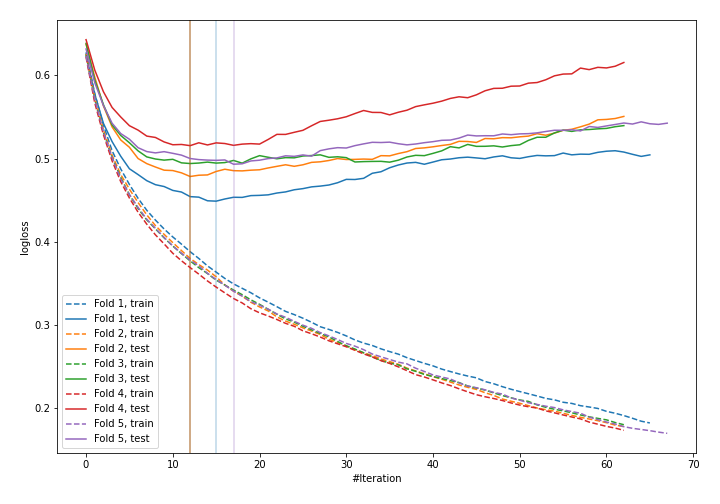 0.6
0.5
0.4
0.3
0.2
logloss
Fold 1, train
Fold 1, test
Fold 2, train
Fold 2, test
Fold 3, train
Fold 3, test
Fold 4, train
Fold 4, test
Fold 5, train
Fold 5, test
0 10 20 30 40 50 60 70
#Iteration